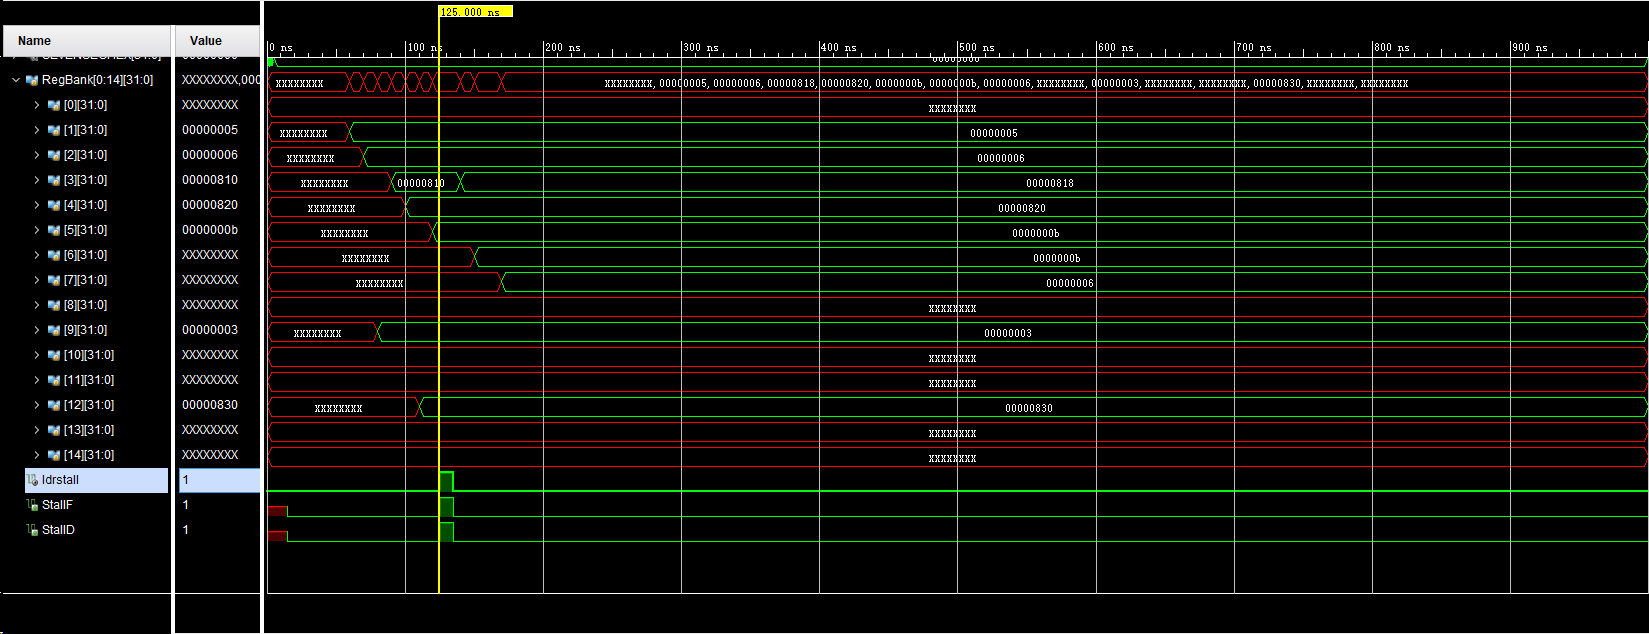 125.000 ns
Name Value
0 ns 100 ns 200 ns 300 ns 400 ns 500 ns 600 ns 700 ns 800 ns 900 ns
RegBank[0:14][31:0] XXXXXXXX,000 XXXXXXXX XXXXXXXX,00000005,00000006,00000818,00000820,0000000b,0000000b,00000006,XXXXXXXX,00000003,XXXXXXXX,XXXXXXXX,00000830,XXXXXXXX,XXXXXXXX
[0][31:0] XXXXXXXX XXXXXXXX
[1][31:0] 00000005 XXXXXXXX 00000005
[2][31:0] 00000006 XXXXXXXX 00000006
[3][31:0] 00000810 XXXXXXXX 00000810 00000818
[4][31:0] 00000820 XXXXXXXX 00000820
[5][31:0] 0000000b XXXXXXXX 0000000b
[6][31:0] XXXXXXXX XXXXXXXX 0000000b
[7][31:0] XXXXXXXX XXXXXXXX 00000006
[8][31:0] XXXXXXXX XXXXXXXX
[9][31:0] 00000003 XXXXXXXX 00000003
[10][31:0] XXXXXXXX XXXXXXXX
[11][31:0] XXXXXXXX XXXXXXXX
[12][31:0] 00000830 XXXXXXXX 00000830
[13][31:0] XXXXXXXX XXXXXXXX
[14][31:0] XXXXXXXX XXXXXXXX
ldrstall 1
StallF 1
StallD 1